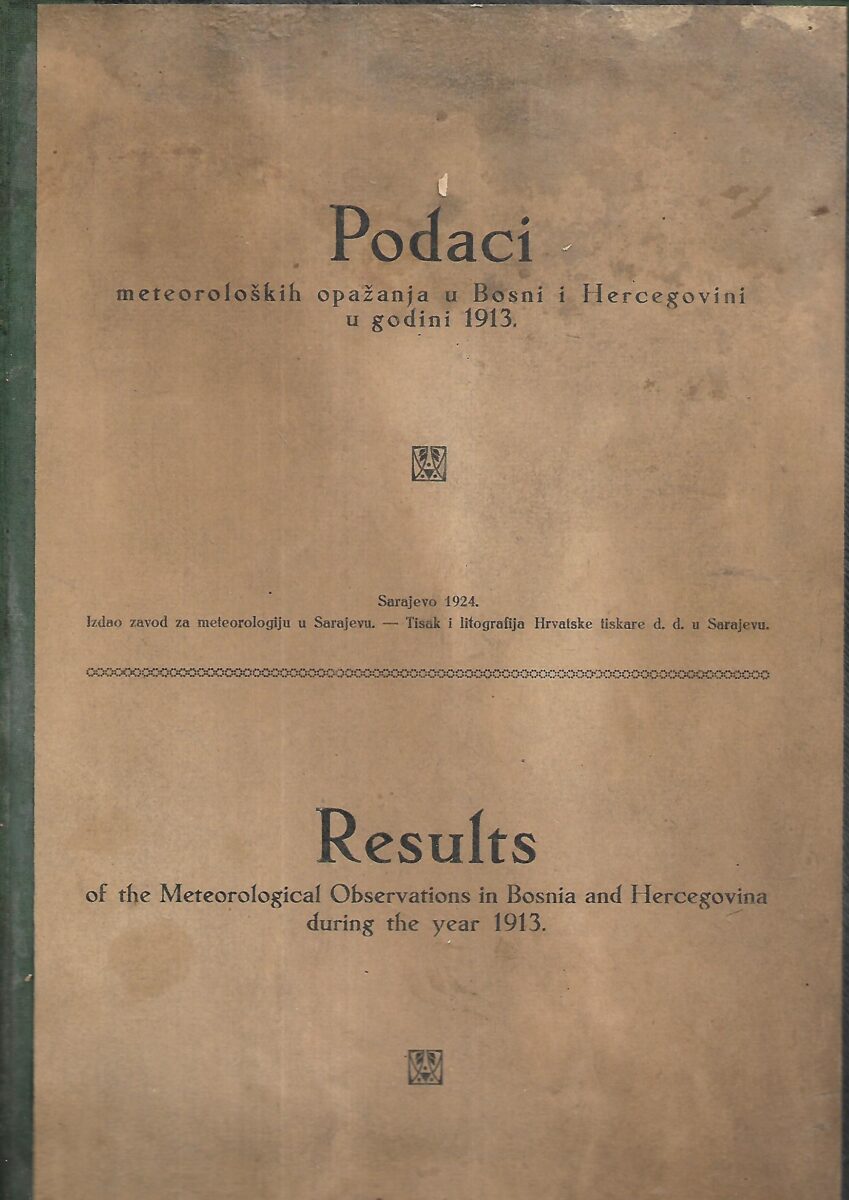 Podaci
meteoroloških opažanja u Bosni i Hercegovini
u godini 1913.
Sarajevo 1924.
Izdao zavod za meteorologiju u Sarajevu. — Tisak i litografija Hrvatske tiskare d. d. u Sarajevu.
Results
of the Meteorological Observations in Bosnia and Hercegovina
during the year 1913.